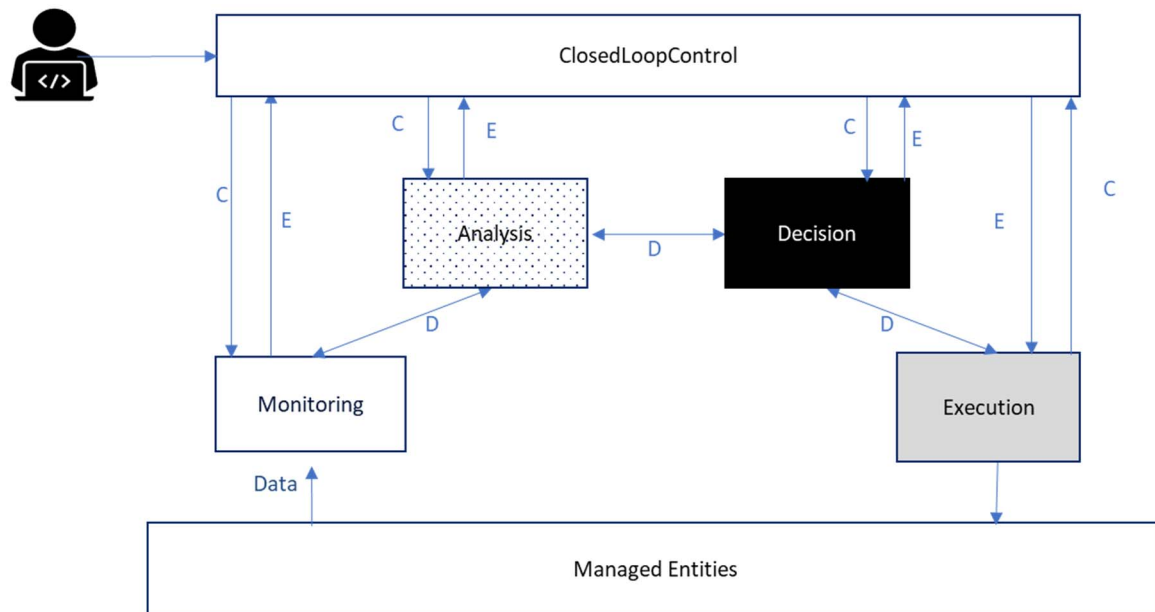 </>
ClosedLoopControl
C
E
C
E
C
E
E
C
Analysis
D
Decision
D
D
Monitoring
Execution
Data
Managed Entities